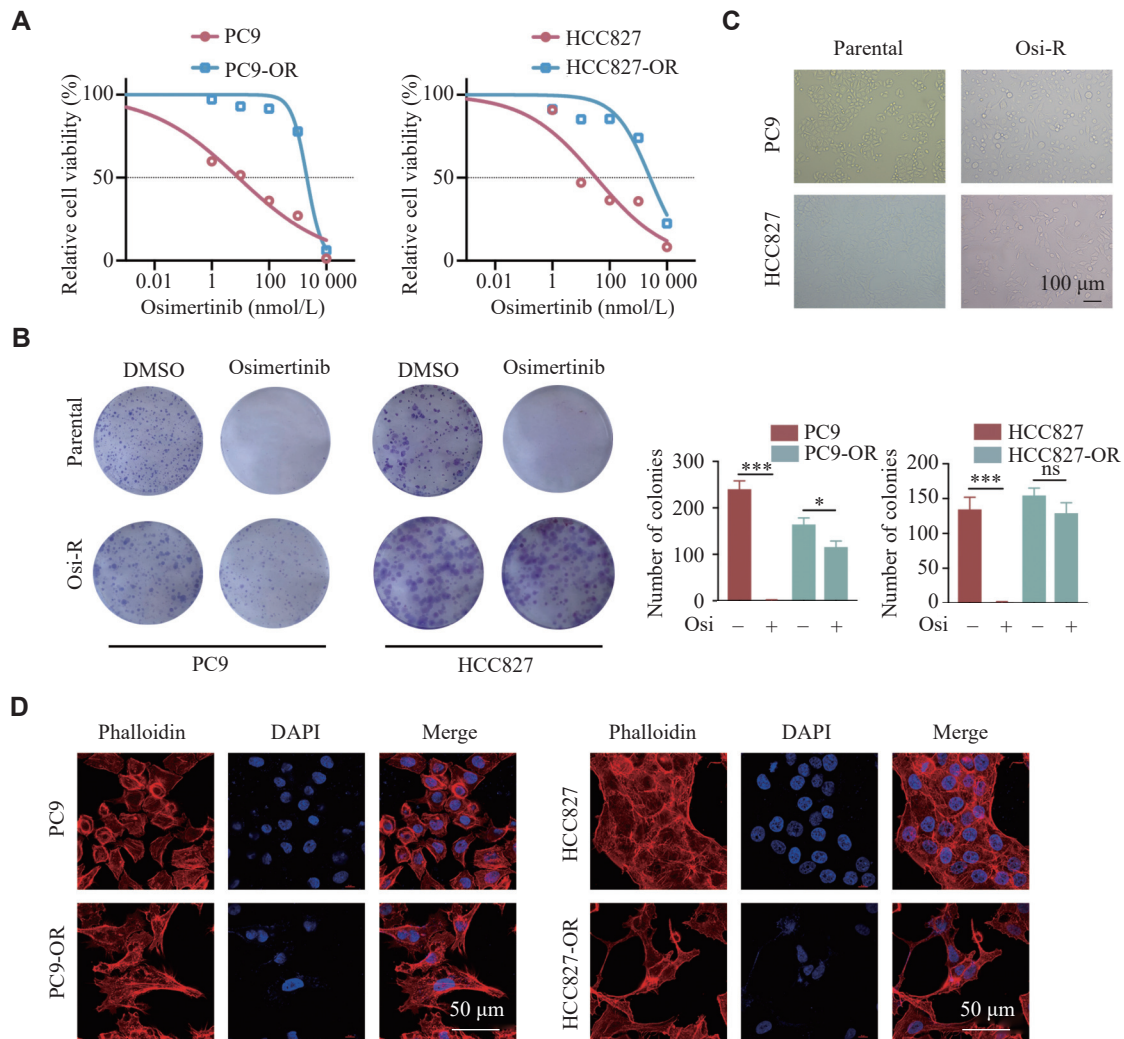 A
PC9
PC9-OR
Relative cell viability (%)
100
50
0
0.01 1 100 10 000
Osimertinib (nmol/L)
HCC827
HCC827-OR
Relative cell viability (%)
100
50
0
0.01 1 100 10 000
Osimertinib (nmol/L)
C
Parental Osi-R
PC9
HCC827
100 μm
B
DMSO Osimertinib DMSO Osimertinib
Parental
Osi-R
PC9 HCC827
PC9
PC9-OR
Number of colonies
300
200
100
0
***
*
Osi − + − +
HCC827
HCC827-OR
Number of colonies
200
150
100
50
0
***
ns
Osi − + − +
D
Phalloidin DAPI Merge Phalloidin DAPI Merge
PC9
HCC827
PC9-OR
50 μm
HCC827-OR
50 μm